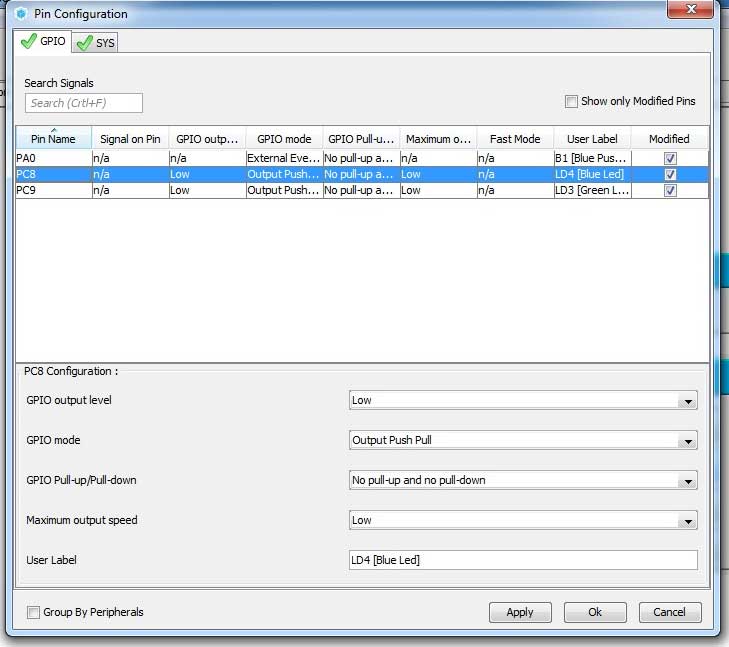 Pin Configuration
GPIO SYS
Search Signals
Search (Crtl+F)
Show only Modified Pins
Pin Name Signal on Pin GPIO outp... GPIO mode GPIO Pull-u... Maximum o... Fast Mode User Label Modified
PA0 n/a n/a External Eve... No pull-up a... n/a n/a B1 [Blue Pus...
PC8 n/a Low Output Push... No pull-up a... Low n/a LD4 [Blue Led]
PC9 n/a Low Output Push... No pull-up a... Low n/a LD3 [Green L...
PC8 Configuration :
GPIO output level Low
GPIO mode Output Push Pull
GPIO Pull-up/Pull-down No pull-up and no pull-down
Maximum output speed Low
User Label LD4 [Blue Led]
Group By Peripherals Apply Ok Cancel